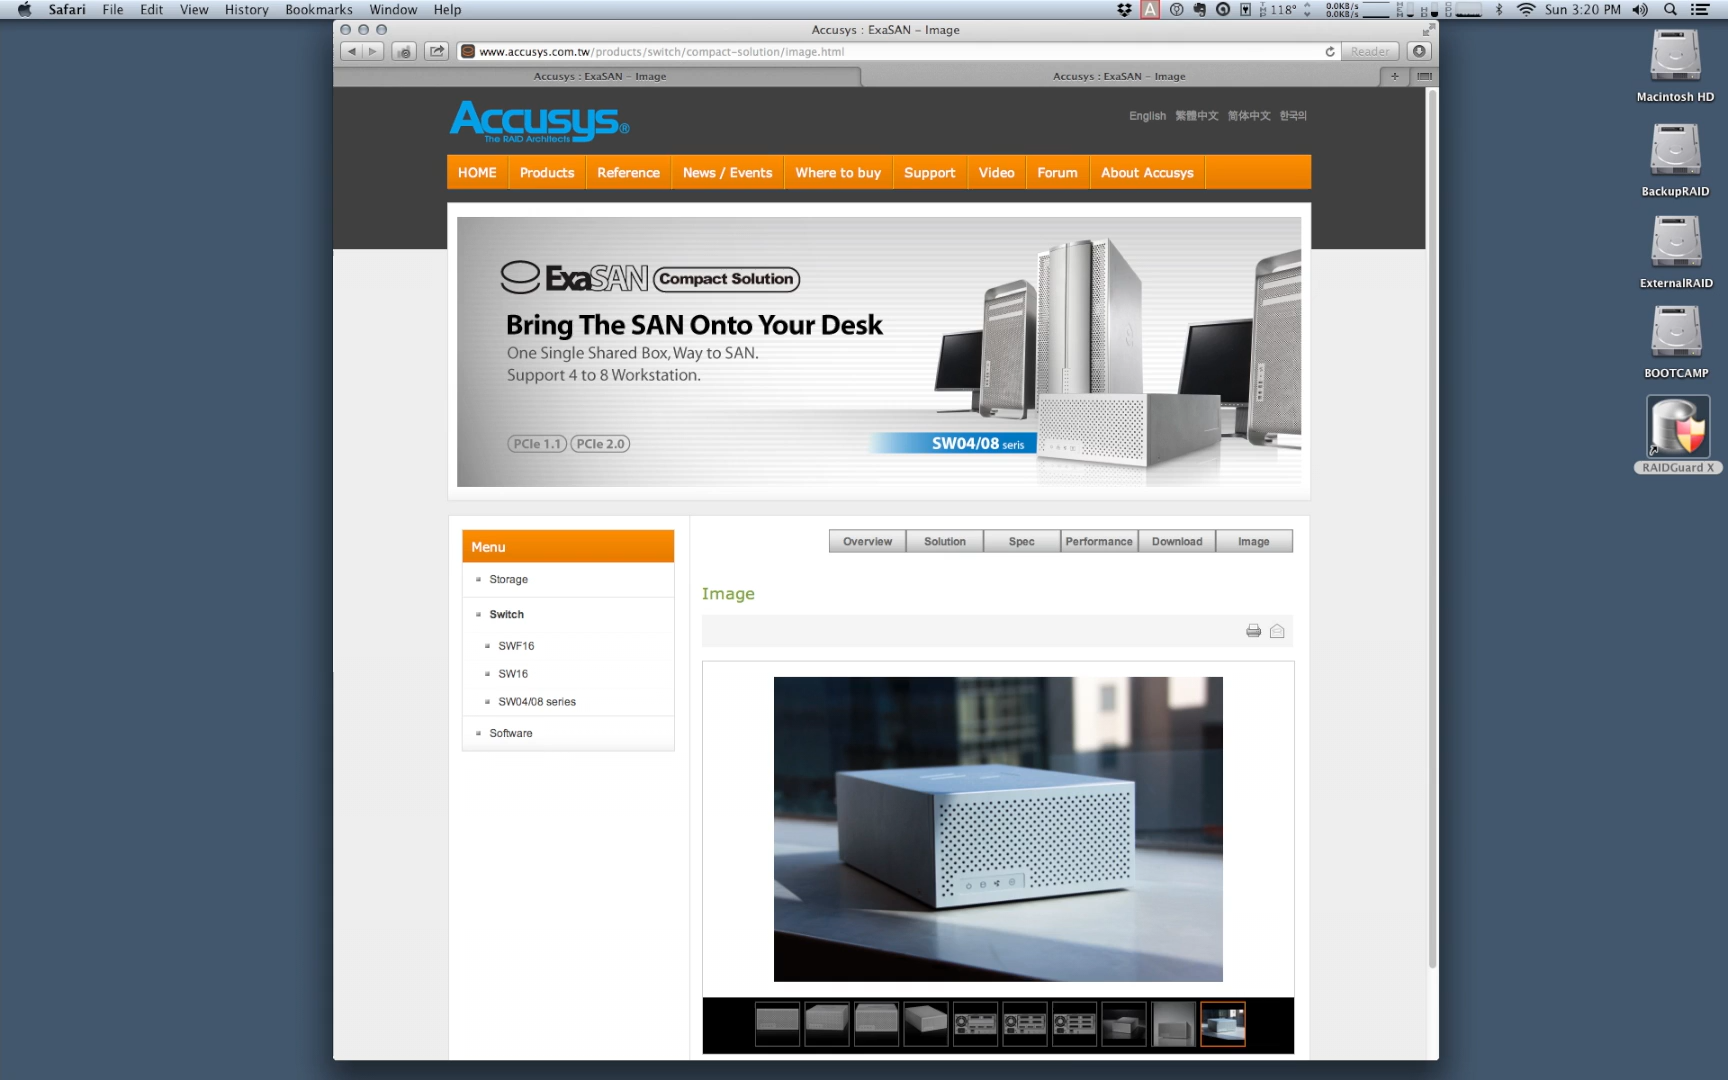 Safari File Edit View History Bookmarks Window Help
118° 0.0KB/s 0.0KB/s Sun 3:20 PM
Accusys : ExaSAN – Image
www.accusys.com.tw/products/switch/compact-solution/image.html Reader
Accusys : ExaSAN – Image Accusys : ExaSAN – Image
Accusys®
The RAID Architects
English 繁體中文 简体中文 한국의
HOME Products Reference News / Events Where to buy Support Video Forum About Accusys
ExaSAN Compact Solution
Bring The SAN Onto Your Desk
One Single Shared Box, Way to SAN.
Support 4 to 8 Workstation.
PCIe 1.1 PCIe 2.0
SW04/08 seris
Menu
Storage
Switch
SWF16
SW16
SW04/08 series
Software
Overview Solution Spec Performance Download Image
Image
Macintosh HD
BackupRAID
ExternalRAID
BOOTCAMP
RAIDGuard X